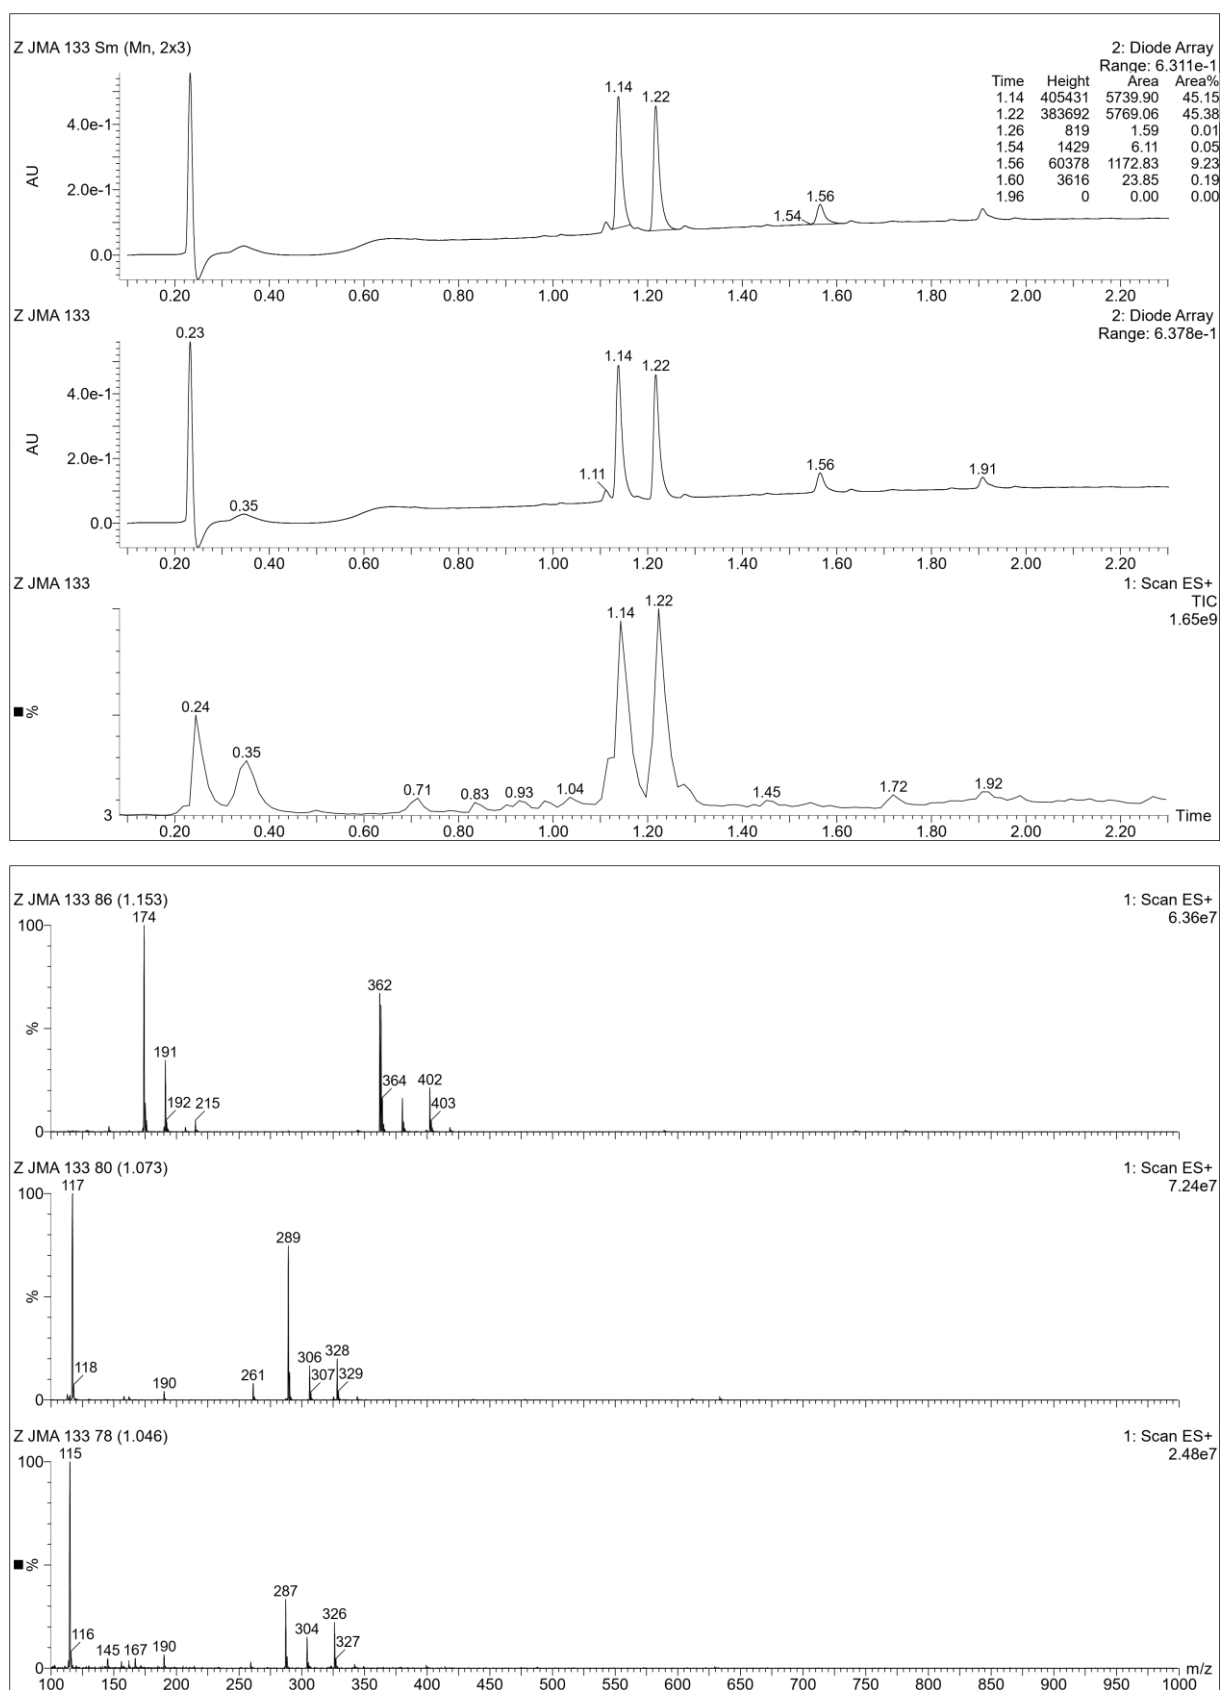 Z JMA 133 Sm (Mn, 2x3)
2: Diode Array
Range: 6.311e-1
Time Height Area Area%
1.14 405431 5739.90 45.15
1.22 383692 5769.06 45.38
1.26 819 1.59 0.01
1.54 1429 6.11 0.05
1.56 60378 1172.83 9.23
1.60 3616 23.85 0.19
1.96 0 0.00 0.00
1.14
1.22
1.54
1.56
AU
4.0e-1
2.0e-1
0.0
0.20 0.40 0.60 0.80 1.00 1.20 1.40 1.60 1.80 2.00 2.20
Z JMA 133
2: Diode Array
Range: 6.378e-1
0.23
0.35
1.11
1.14
1.22
1.56
1.91
AU
4.0e-1
2.0e-1
0.0
0.20 0.40 0.60 0.80 1.00 1.20 1.40 1.60 1.80 2.00 2.20
Z JMA 133
1: Scan ES+
TIC
1.65e9
0.24
0.35
0.71
0.83
0.93
1.04
1.14
1.22
1.45
1.72
1.92
%
3
0.20 0.40 0.60 0.80 1.00 1.20 1.40 1.60 1.80 2.00 2.20
Time
Z JMA 133 86 (1.153)
1: Scan ES+
6.36e7
100
%
0
174
191
192
215
362
364
402
403
Z JMA 133 80 (1.073)
1: Scan ES+
7.24e7
100
%
0
117
118
190
261
289
306
307
328
329
Z JMA 133 78 (1.046)
1: Scan ES+
2.48e7
100
%
0
115
116
145
167
190
287
304
326
327
m/z
100 150 200 250 300 350 400 450 500 550 600 650 700 750 800 850 900 950 1000